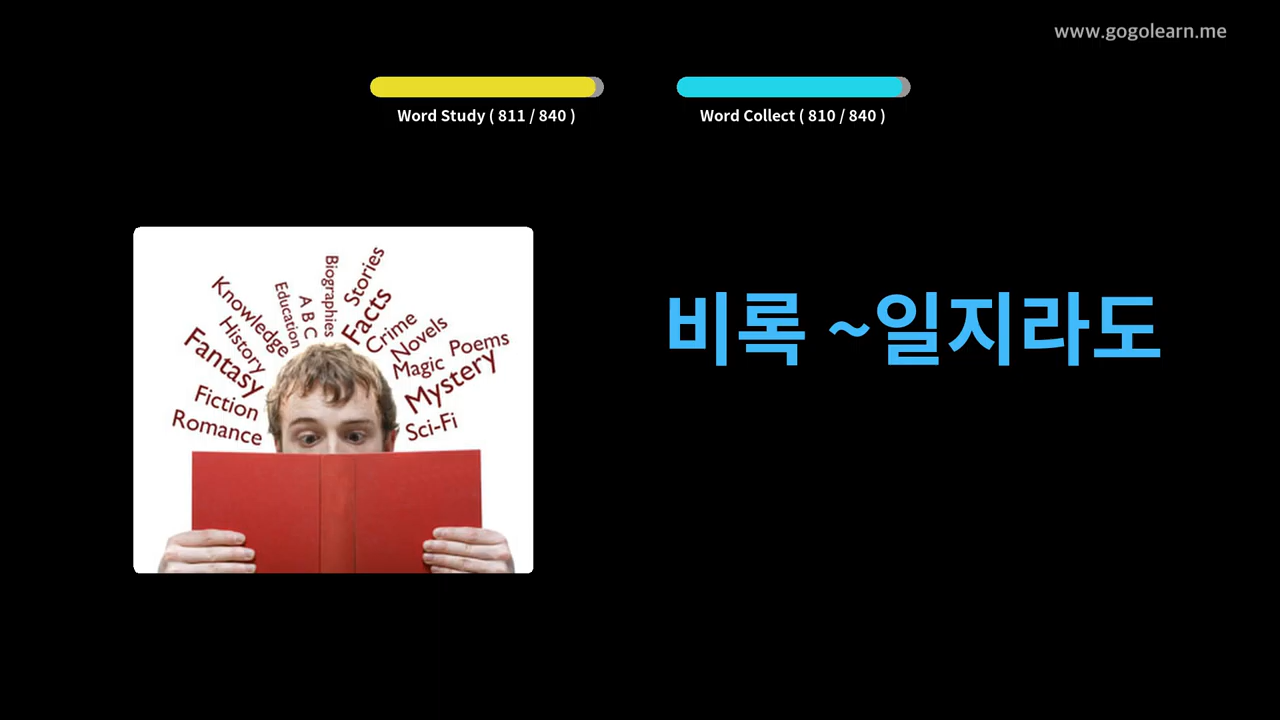 www.gogolearn.me
Word Study ( 811 / 840 )
Word Collect ( 810 / 840 )
Biographies
Stories
Education
A B C
Facts
Knowledge
Crime
History
Novels
Fantasy
Magic
Poems
Mystery
Fiction
Romance
Sci-Fi
비록 ~일지라도